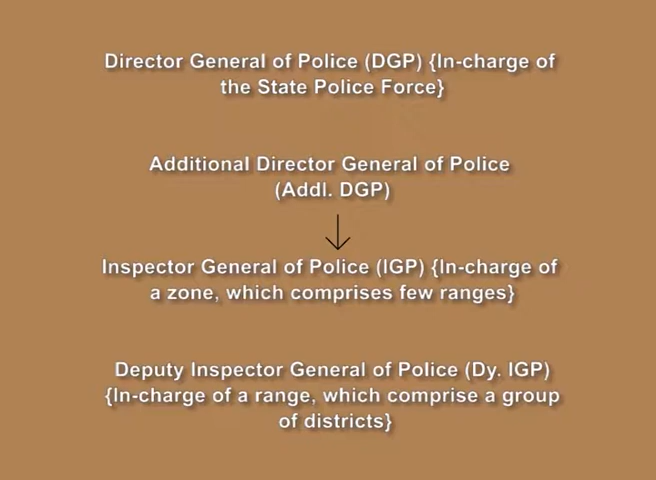 Director General of Police (DGP) {In-charge of
the State Police Force}
Additional Director General of Police
(Addl. DGP)
Inspector General of Police (IGP) {In-charge of
a zone, which comprises few ranges}
Deputy Inspector General of Police (Dy. IGP)
{In-charge of a range, which comprise a group
of districts}